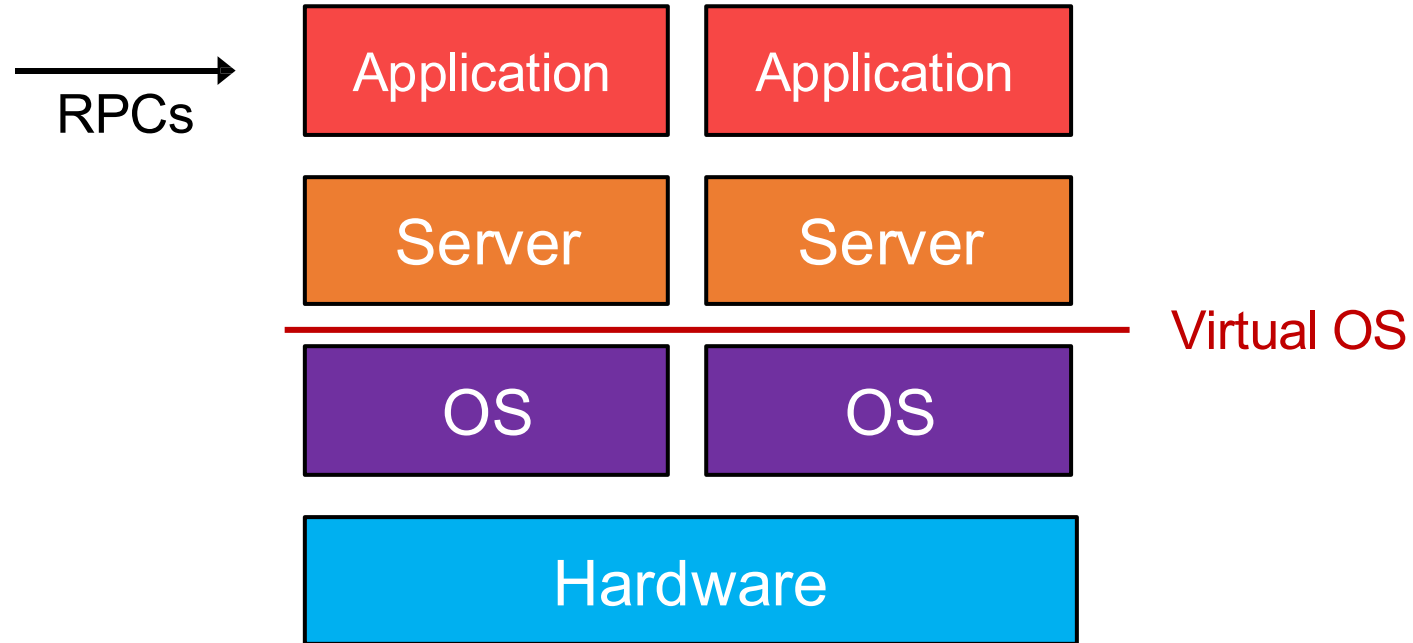 Application Application
RPCs
Server Server
Virtual OS
OS OS
Hardware